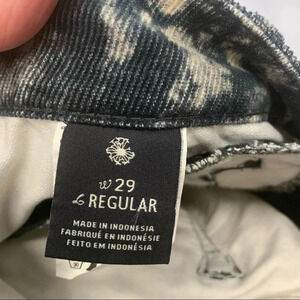 w 29
L REGULAR
MADE IN INDONESIA
FABRIQUÉ EN INDONÉSIE
FEITO EM INDONÉSIA